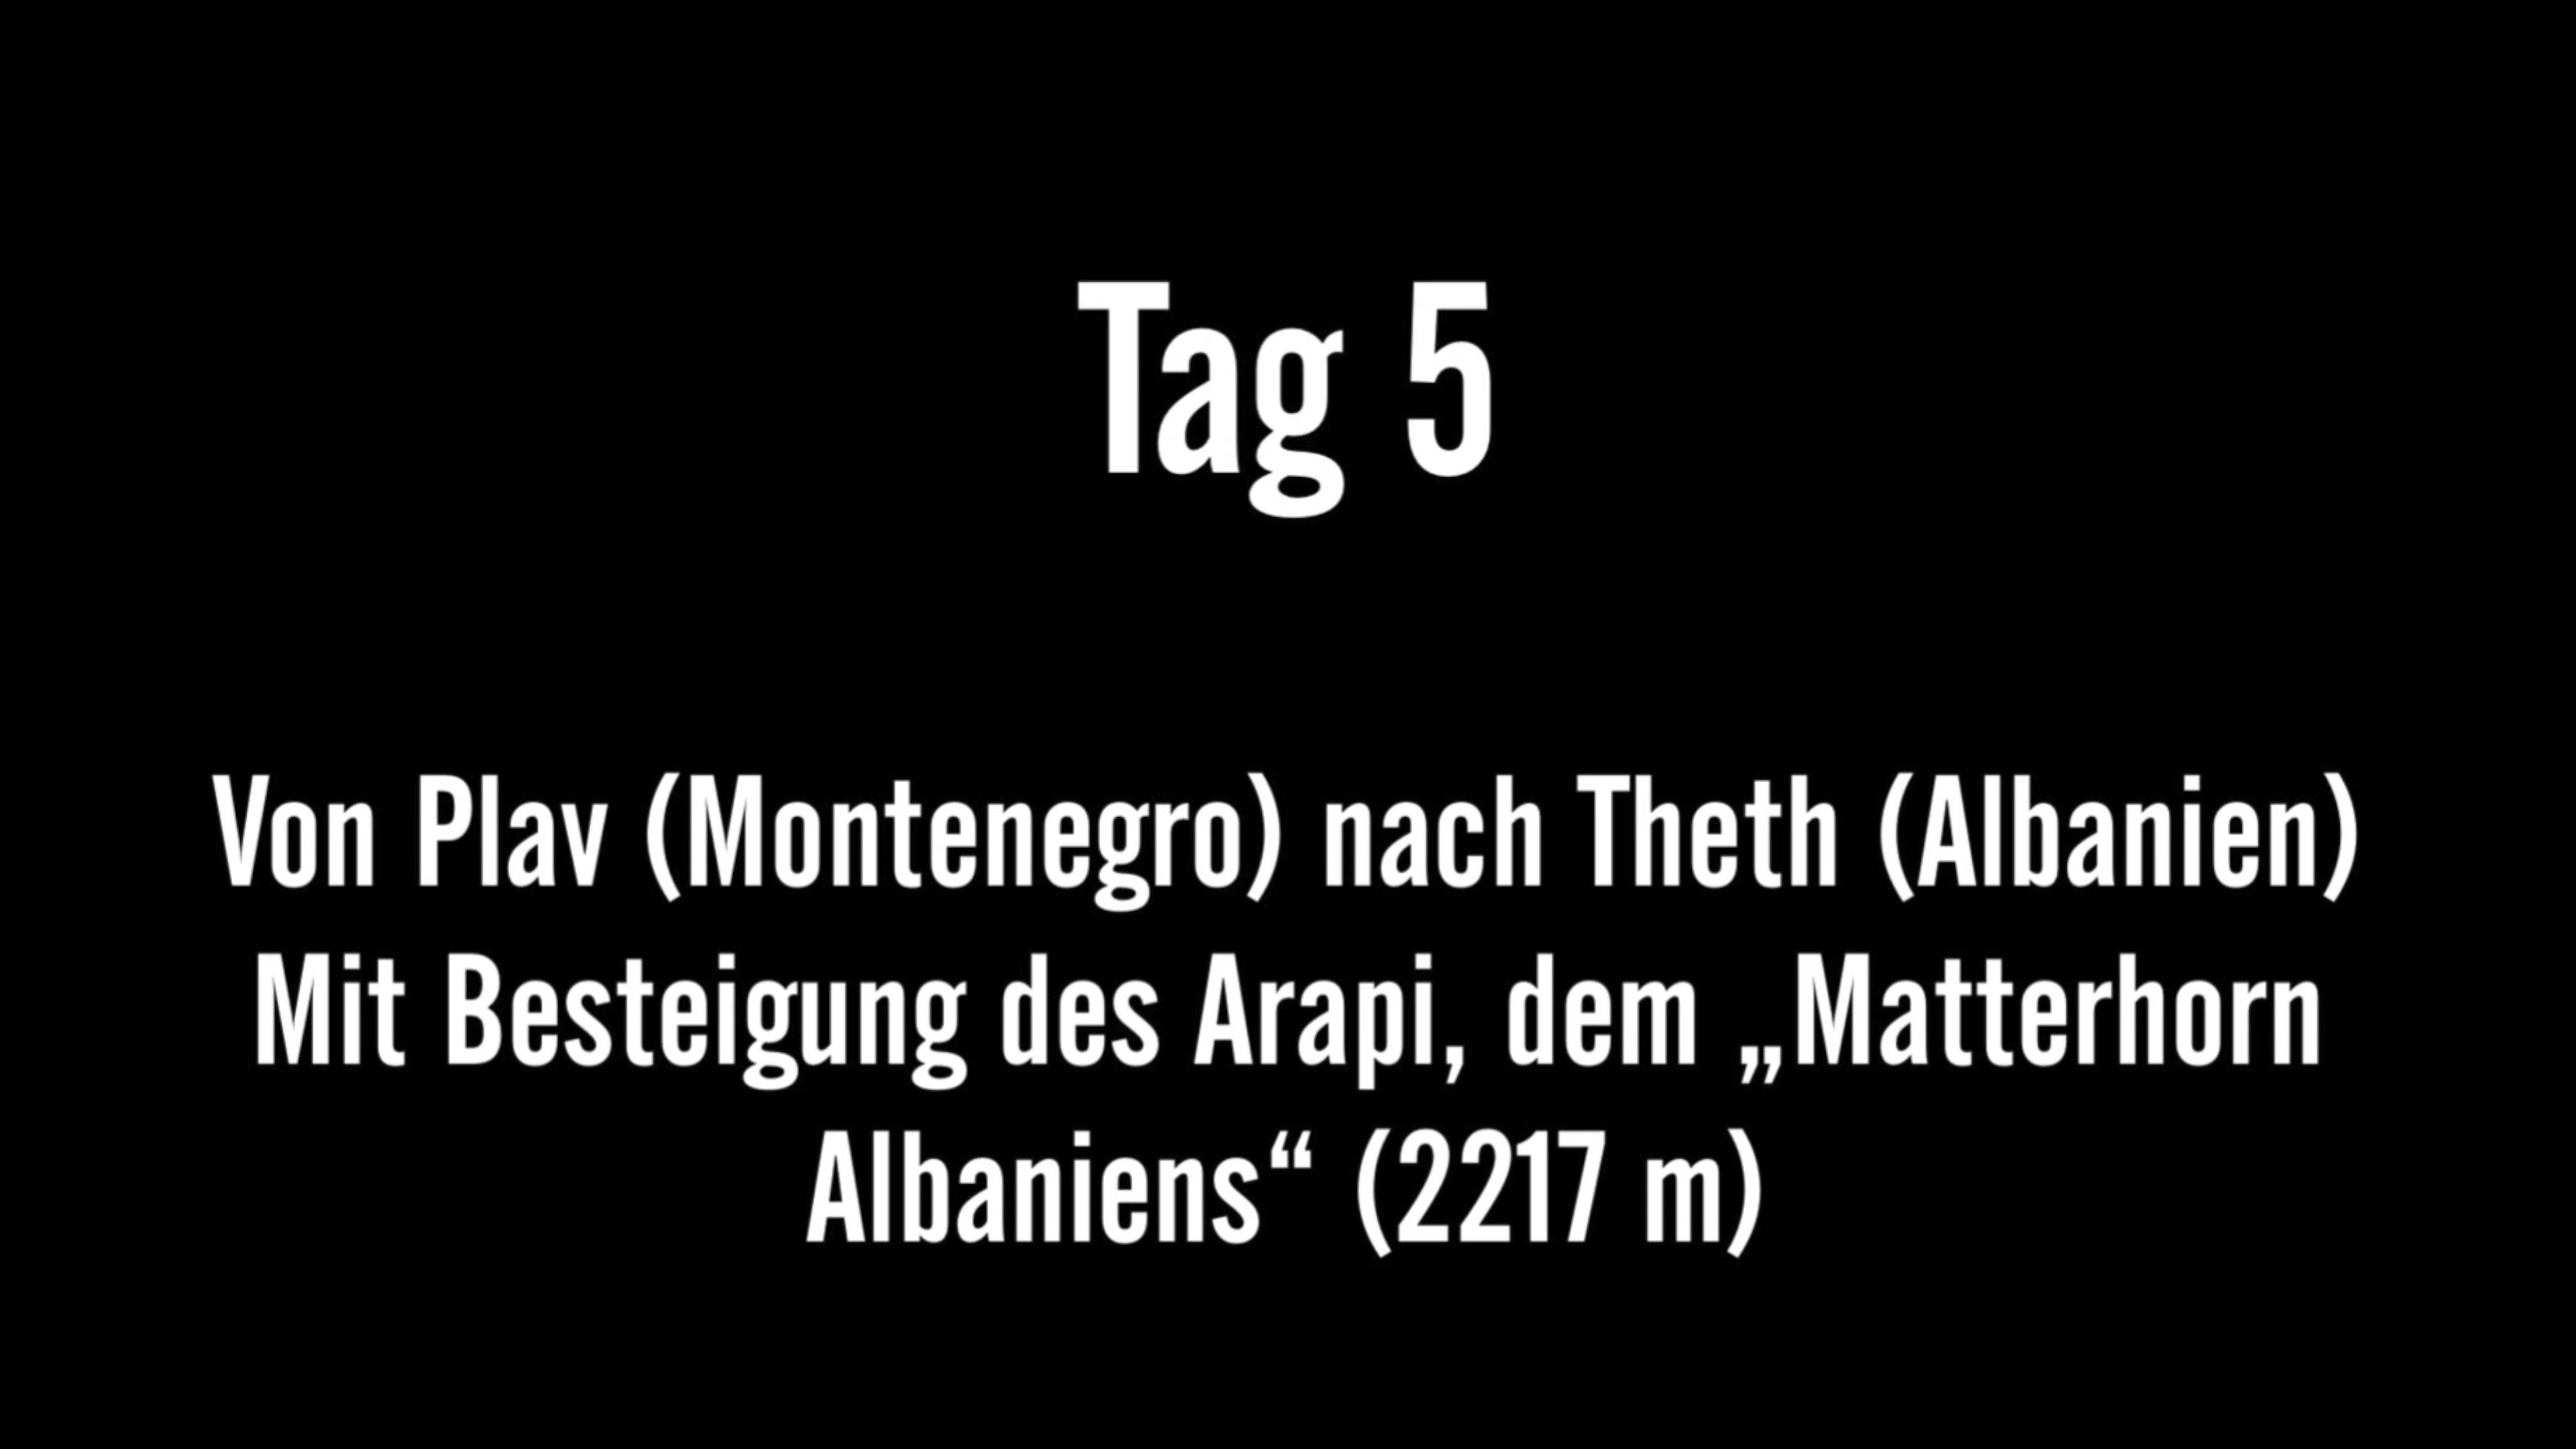 Tag 5
Von Plav (Montenegro) nach Theth (Albanien)
Mit Besteigung des Arapi, dem „Matterhorn
Albaniens“ (2217 m)